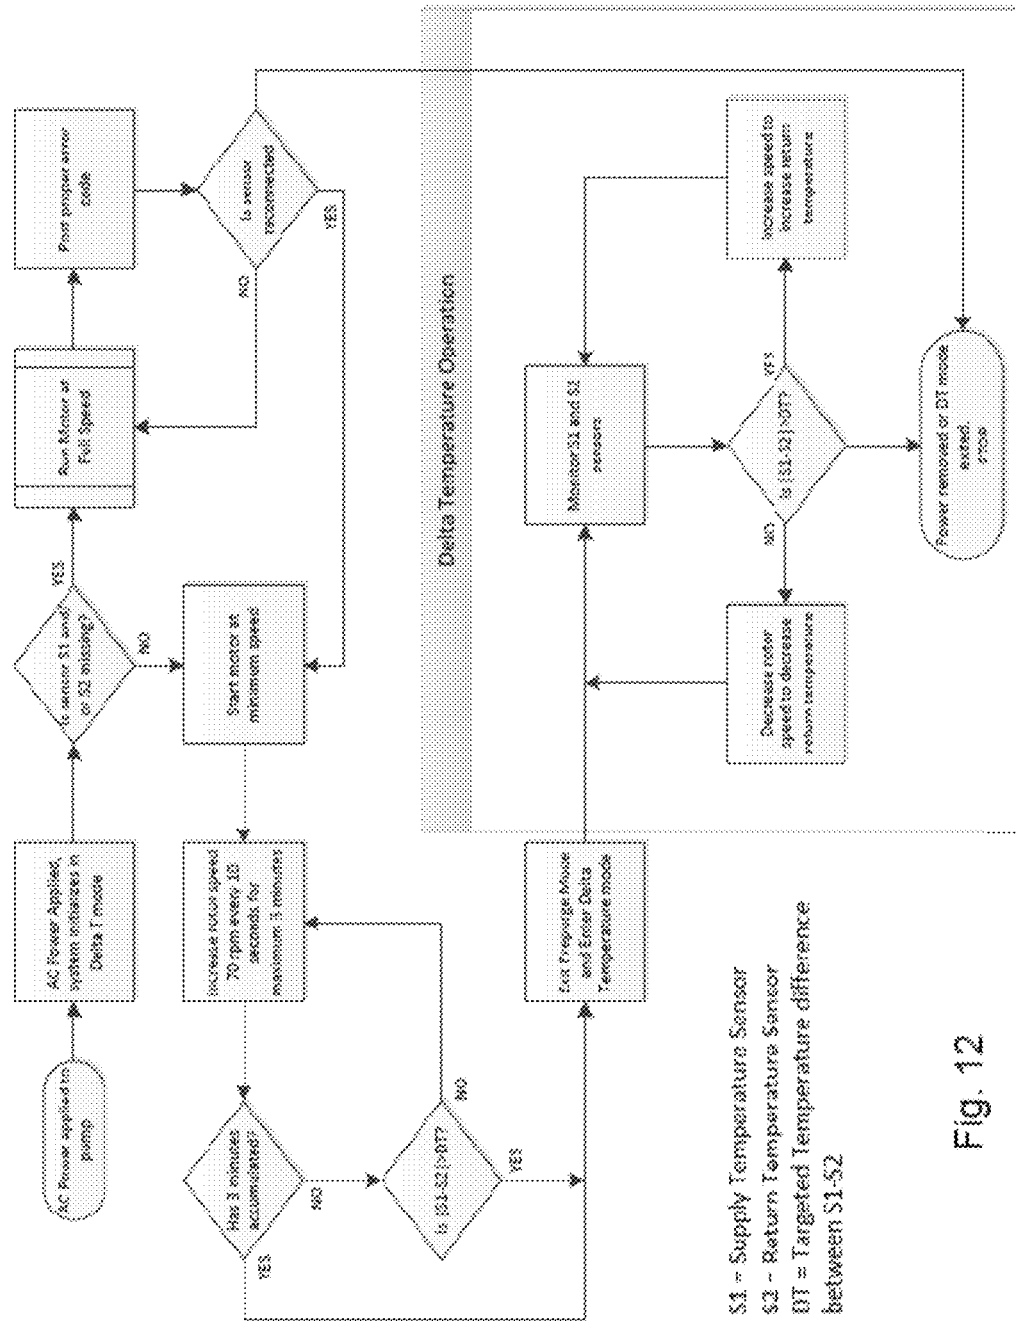 AC Power applied to
pump
AC Power Applied,
system initializes in
Delta T mode
Is sensor S1 and/
or S2 missing?
YES
NO
Run Motor at
Full Speed
Post proper error
code
Is sensor
reconnected
NO
YES
Start motor at
minimum speed
Increase rotor speed
70 rpm every 10
seconds for
maximum 3 minutes
Has 3 minutes
accumulated?
YES
NO
Is |S1-S2|>DT?
NO
YES
Exit Prepurge Mode
and Enter Delta
Temperature mode
Delta Temperature Operation
Monitor S1 and S2
sensors
Is |S1-S2|>DT?
YES
NO
Increase speed to
increase return
temperature
Decrease rotor
speed to decrease
return temperature
Power removed or DT mode
exited.
STOP
S1 = Supply Temperature Sensor
S2 - Return Temperature Sensor
DT = Targeted Temperature difference
between S1-S2
Fig. 12